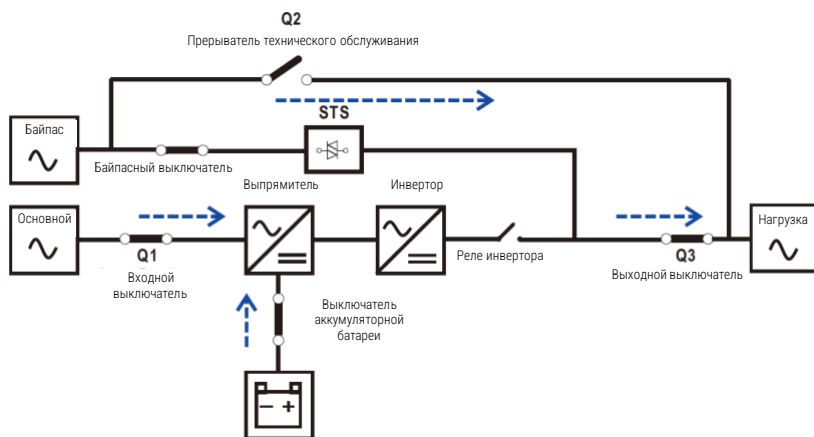 Q2
Прерыватель технического обслуживания
STS
Байпас
Байпасный выключатель
Выпрямитель
Инвертор
Основной
Нагрузка
Q1
Входной
выключатель
Реле инвертора
Q3
Выходной выключатель
Выключатель
аккумуляторной
батареи